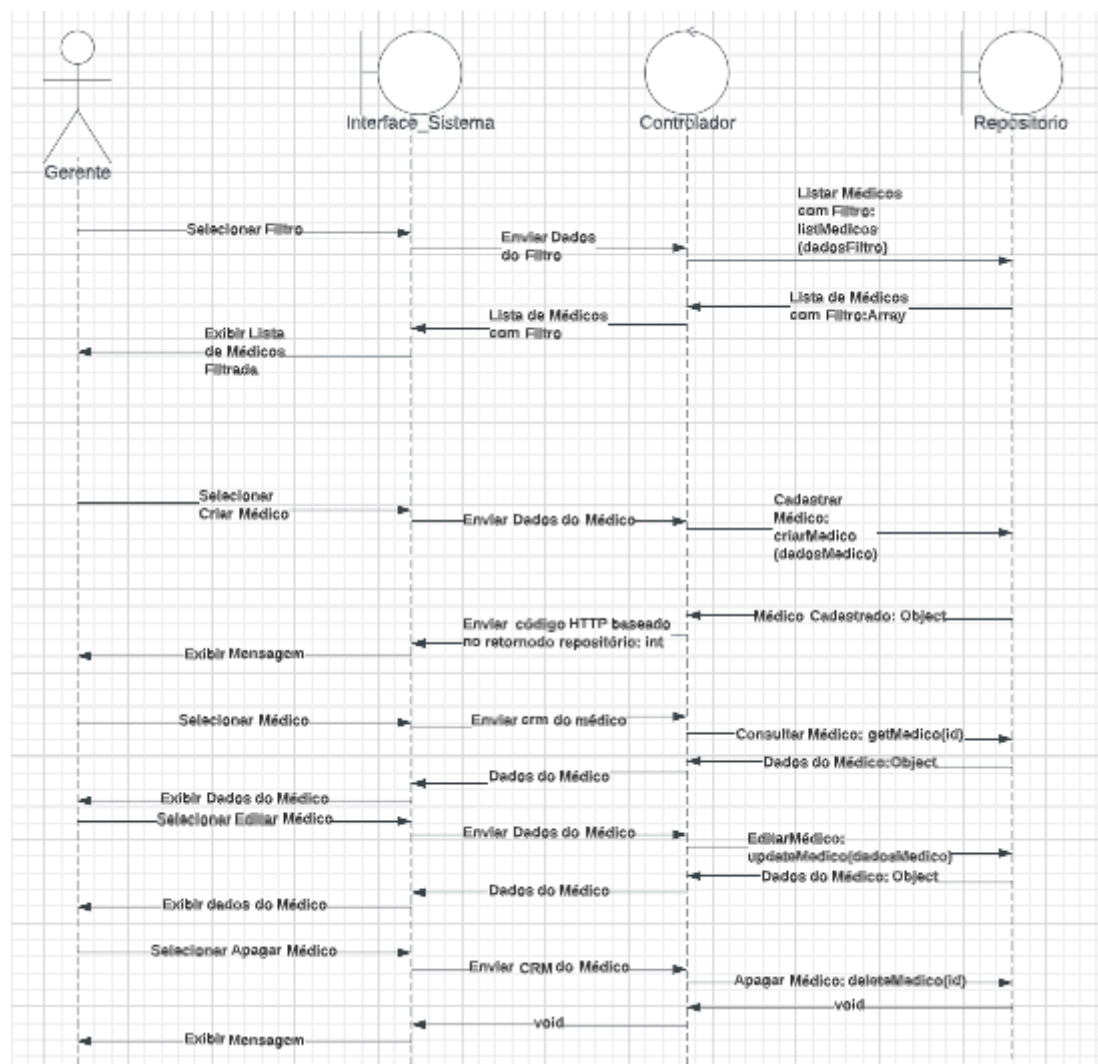 Interface_Sistema
Controlador
Repositorio
Gerente
Listar Médicos
com Filtro:
listMedicos
(dadosFiltro)
Selecionar Filtro
Enviar Dados
do Filtro
Lista de Médicos
com Filtro:Array
Lista de Médicos
com Filtro
Exibir Lista
de Médicos
Filtrada
Selecionar
Criar Médico
Enviar Dados do Médico
Cadastrar
Médico:
criarMedico
(dadosMedico)
Médico Cadastrado: Object
Enviar código HTTP baseado
no retornodo repositório: int
Exibir Mensagem
Selecionar Médico
Enviar crm do médico
Consultar Médico: getMedico(id)
Dados do Médico:Object
Dados do Médico
Exibir Dados do Médico
Selecionar Editar Médico
Enviar Dados do Médico
EditarMédico:
updateMedico(dadosMedico)
Dados do Médico: Object
Dados do Médico
Exibir dados do Médico
Selecionar Apagar Médico
Enviar CRM do Médico
Apagar Médico: deleteMedico(id)
void
void
Exibir Mensagem